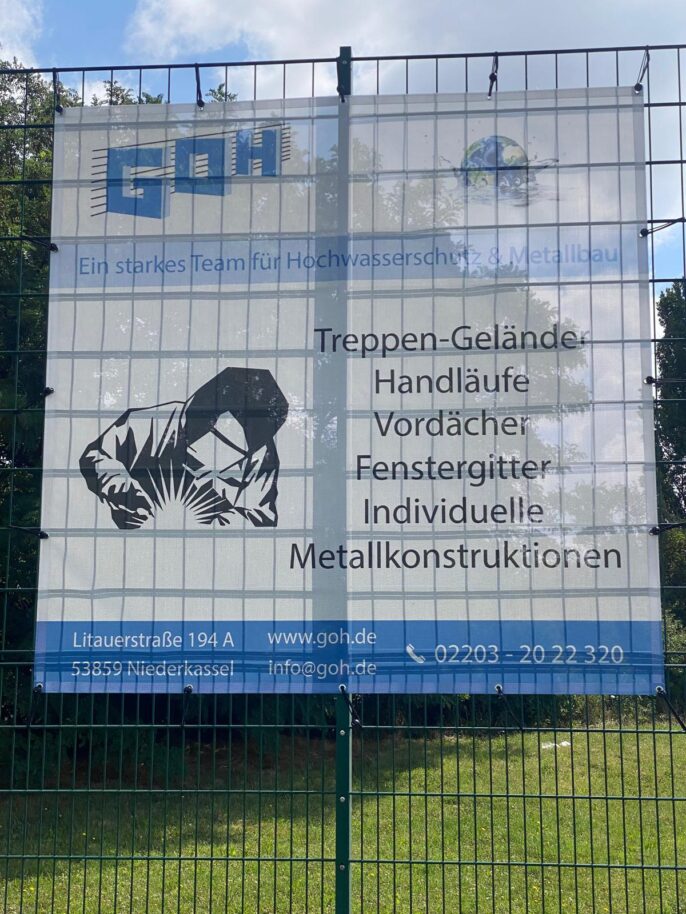 GOH
Ein starkes Team für Hochwasserschutz & Metallbau
Treppen-Geländer
Handläufe
Vordächer
Fenstergitter
Individuelle
Metallkonstruktionen
Litauerstraße 194 A
53859 Niederkassel
www.goh.de
info@goh.de
02203 - 20 22 320